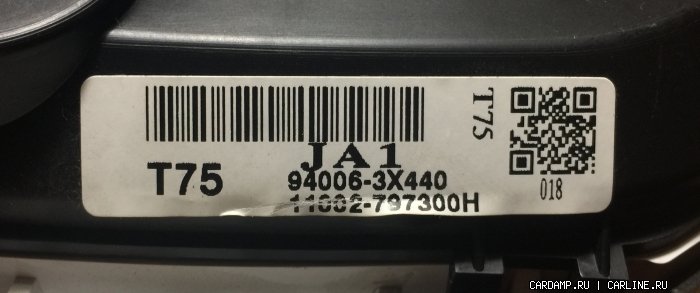 JA1
T75
94006-3X440
11002-797300H
T75
018
CARDAMP.RU | CARLINE.RU